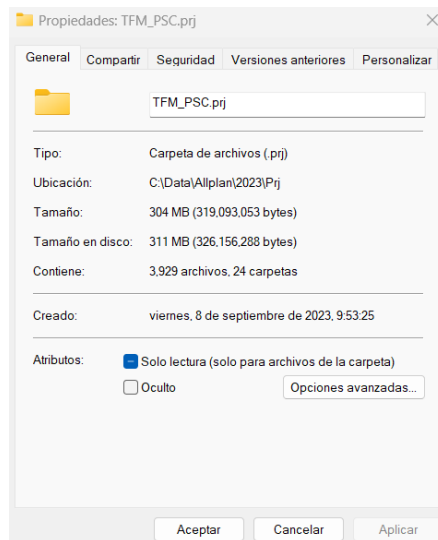 Propiedades: TFM_PSC.prj
General Compartir Seguridad Versiones anteriores Personalizar
TFM_PSC.prj
Tipo: Carpeta de archivos (.prj)
Ubicación: C:\Data\Allplan\2023\Prj
Tamaño: 304 MB (319,093,053 bytes)
Tamaño en disco: 311 MB (326,156,288 bytes)
Contiene: 3,929 archivos, 24 carpetas
Creado: viernes, 8 de septiembre de 2023, 9:53:25
Atributos: Solo lectura (solo para archivos de la carpeta)
Oculto Opciones avanzadas...
Aceptar Cancelar Aplicar